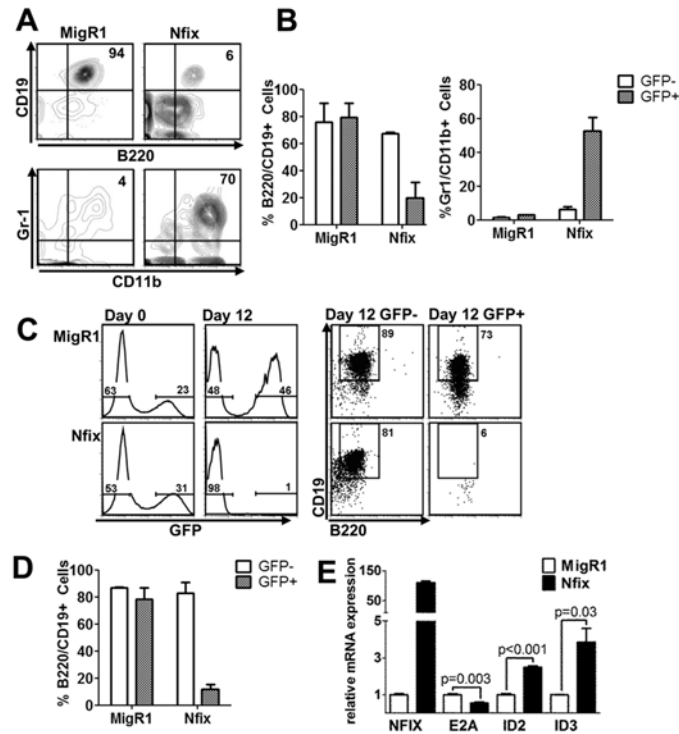 A
MigR1
Nfix
94
6
CD19
B220
4
70
Gr-1
CD11b
B
% B220/CD19+ Cells
100
80
60
40
20
0
MigR1
Nfix
% Gr1/CD11b+ Cells
80
60
40
20
0
MigR1
Nfix
GFP-
GFP+
C
Day 0
Day 12
Day 12 GFP-
Day 12 GFP+
MigR1
63
23
48
46
89
73
Nfix
53
31
98
1
81
6
GFP
CD19
B220
D
% B220/CD19+ Cells
100
80
60
40
20
0
MigR1
Nfix
GFP-
GFP+
E
relative mRNA expression
150
100
50
5
3
1
MigR1
Nfix
p=0.003
p<0.001
p=0.03
NFIX
E2A
ID2
ID3